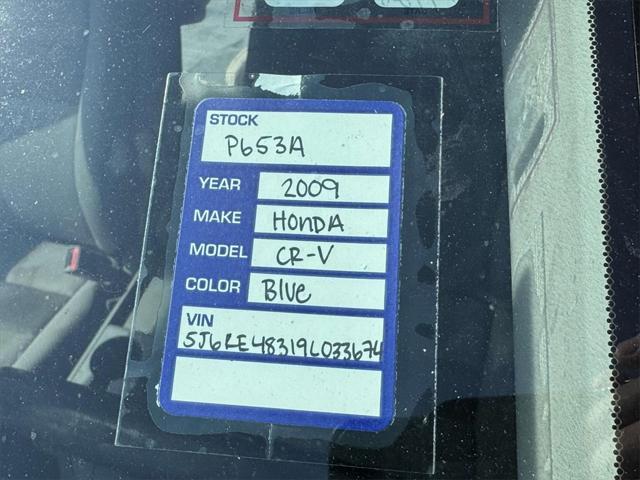 STOCK
P653A
YEAR 2009
MAKE HONDA
MODEL CR-V
COLOR Blue
VIN
5J6RE48319L033674